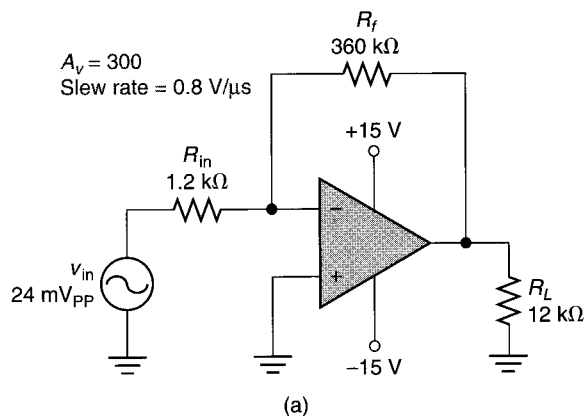 A_v = 300
Slew rate = 0.8 V/μs
R_f
360 kΩ
+15 V
R_in
1.2 kΩ
−
+
v_in
24 mV_PP
R_L
12 kΩ
−15 V
(a)